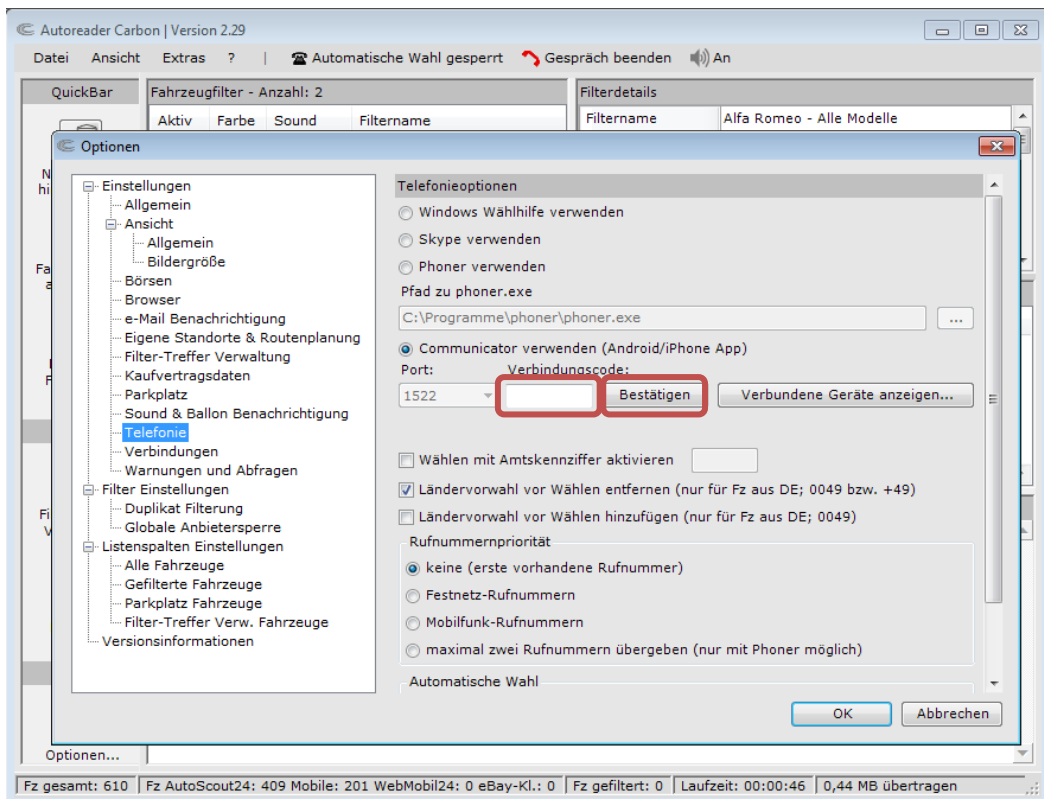 Autoreader Carbon | Version 2.29
Datei Ansicht Extras ? | Automatische Wahl gesperrt Gespräch beenden An
QuickBar
Fahrzeugfilter - Anzahl: 2
Aktiv Farbe Sound Filtername
Filterdetails
Filtername Alfa Romeo - Alle Modelle
Optionen
Einstellungen
Allgemein
Ansicht
Allgemein
Bildergröße
Börsen
Browser
e-Mail Benachrichtigung
Eigene Standorte & Routenplanung
Filter-Treffer Verwaltung
Kaufvertragsdaten
Parkplatz
Sound & Ballon Benachrichtigung
Telefonie
Verbindungen
Warnungen und Abfragen
Filter Einstellungen
Duplikat Filterung
Globale Anbietersperre
Listenspalten Einstellungen
Alle Fahrzeuge
Gefilterte Fahrzeuge
Parkplatz Fahrzeuge
Filter-Treffer Verw. Fahrzeuge
Versionsinformationen
Telefonieoptionen
Windows Wählhilfe verwenden
Skype verwenden
Phoner verwenden
Pfad zu phoner.exe
C:\Programme\phoner\phoner.exe ...
Communicator verwenden (Android/iPhone App)
Port: Verbindungscode:
1522 Bestätigen Verbundene Geräte anzeigen...
Wählen mit Amtskennziffer aktivieren
Ländervorwahl vor Wählen entfernen (nur für Fz aus DE; 0049 bzw. +49)
Ländervorwahl vor Wählen hinzufügen (nur für Fz aus DE; 0049)
Rufnummernpriorität
keine (erste vorhandene Rufnummer)
Festnetz-Rufnummern
Mobilfunk-Rufnummern
maximal zwei Rufnummern übergeben (nur mit Phoner möglich)
Automatische Wahl
OK Abbrechen
Optionen...
Fz gesamt: 610 Fz AutoScout24: 409 Mobile: 201 WebMobil24: 0 eBay-Kl.: 0 Fz gefiltert: 0 Laufzeit: 00:00:46 0,44 MB übertragen